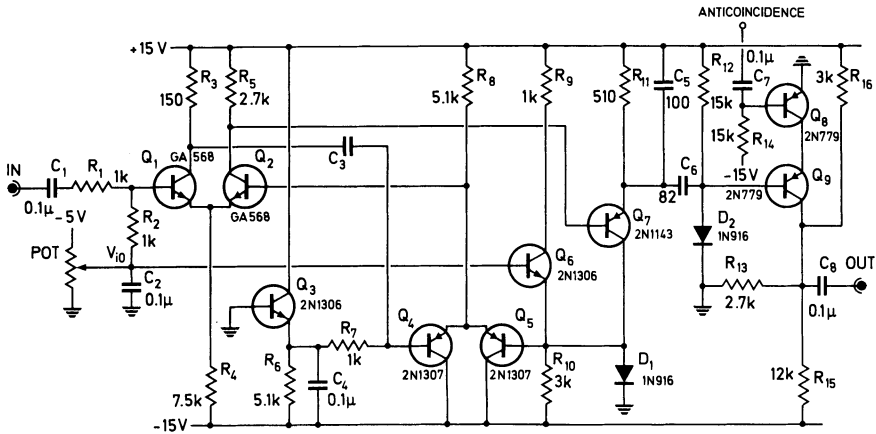 ANTICOINCIDENCE
+15 V
R3
150
R5
2.7k
R8
5.1k
R9
1k
R11
510
C5
100
R12
15k
0.1µ
C7
3k
R16
Q8
2N779
15k
R14
-15V
C3
IN
C1
0.1µ
R1
1k
Q1
GA 568
Q2
GA568
C6
82
2N779
Q9
R2
1k
-5V
POT
Vi0
C2
0.1µ
Q7
2N1143
D2
1N916
Q6
2N1306
Q3
2N1306
R13
2.7k
C8
OUT
0.1µ
R7
1k
Q4
2N1307
Q5
2N1307
R4
7.5k
R6
5.1k
C4
0.1µ
R10
3k
D1
1N916
12k
R15
-15V